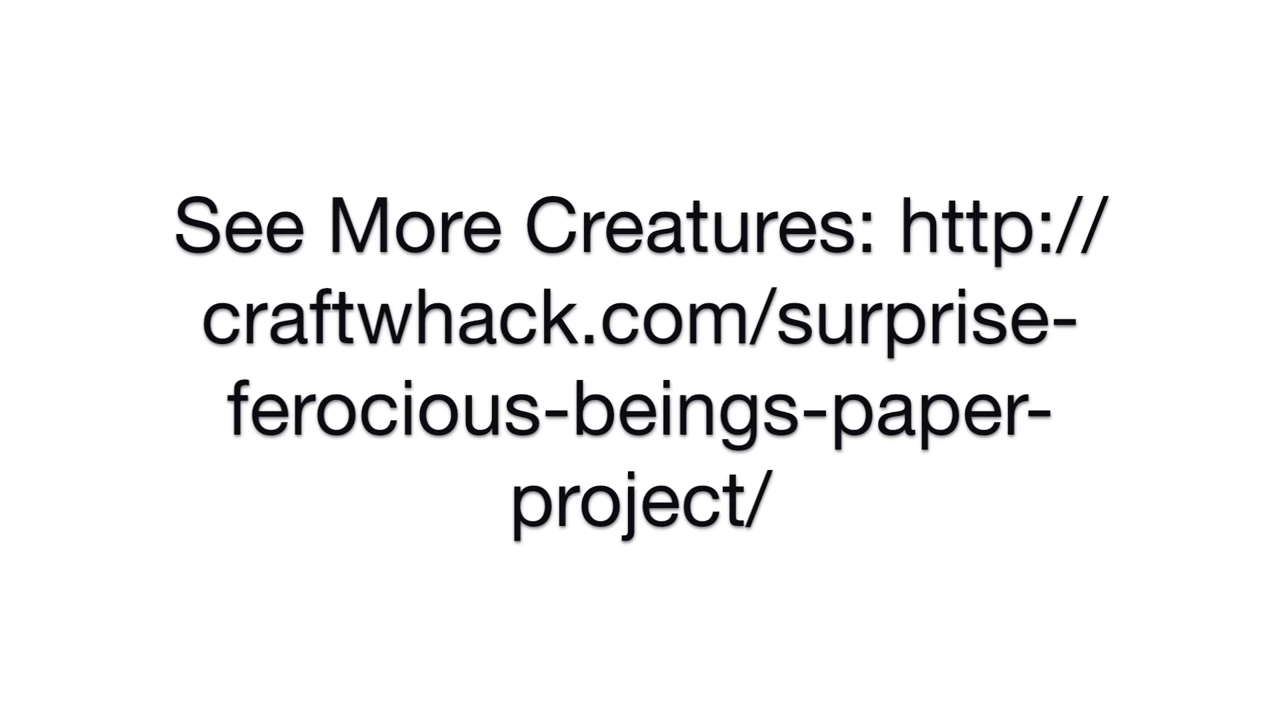 See More Creatures: http://
craftwhack.com/surprise-
ferocious-beings-paper-
project/